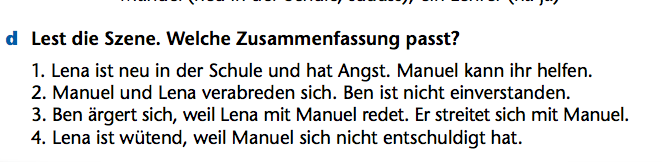 d Lest die Szene. Welche Zusammenfassung passt?
1. Lena ist neu in der Schule und hat Angst. Manuel kann ihr helfen.
2. Manuel und Lena verabreden sich. Ben ist nicht einverstanden.
3. Ben ärgert sich, weil Lena mit Manuel redet. Er streitet sich mit Manuel.
4. Lena ist wütend, weil Manuel sich nicht entschuldigt hat.